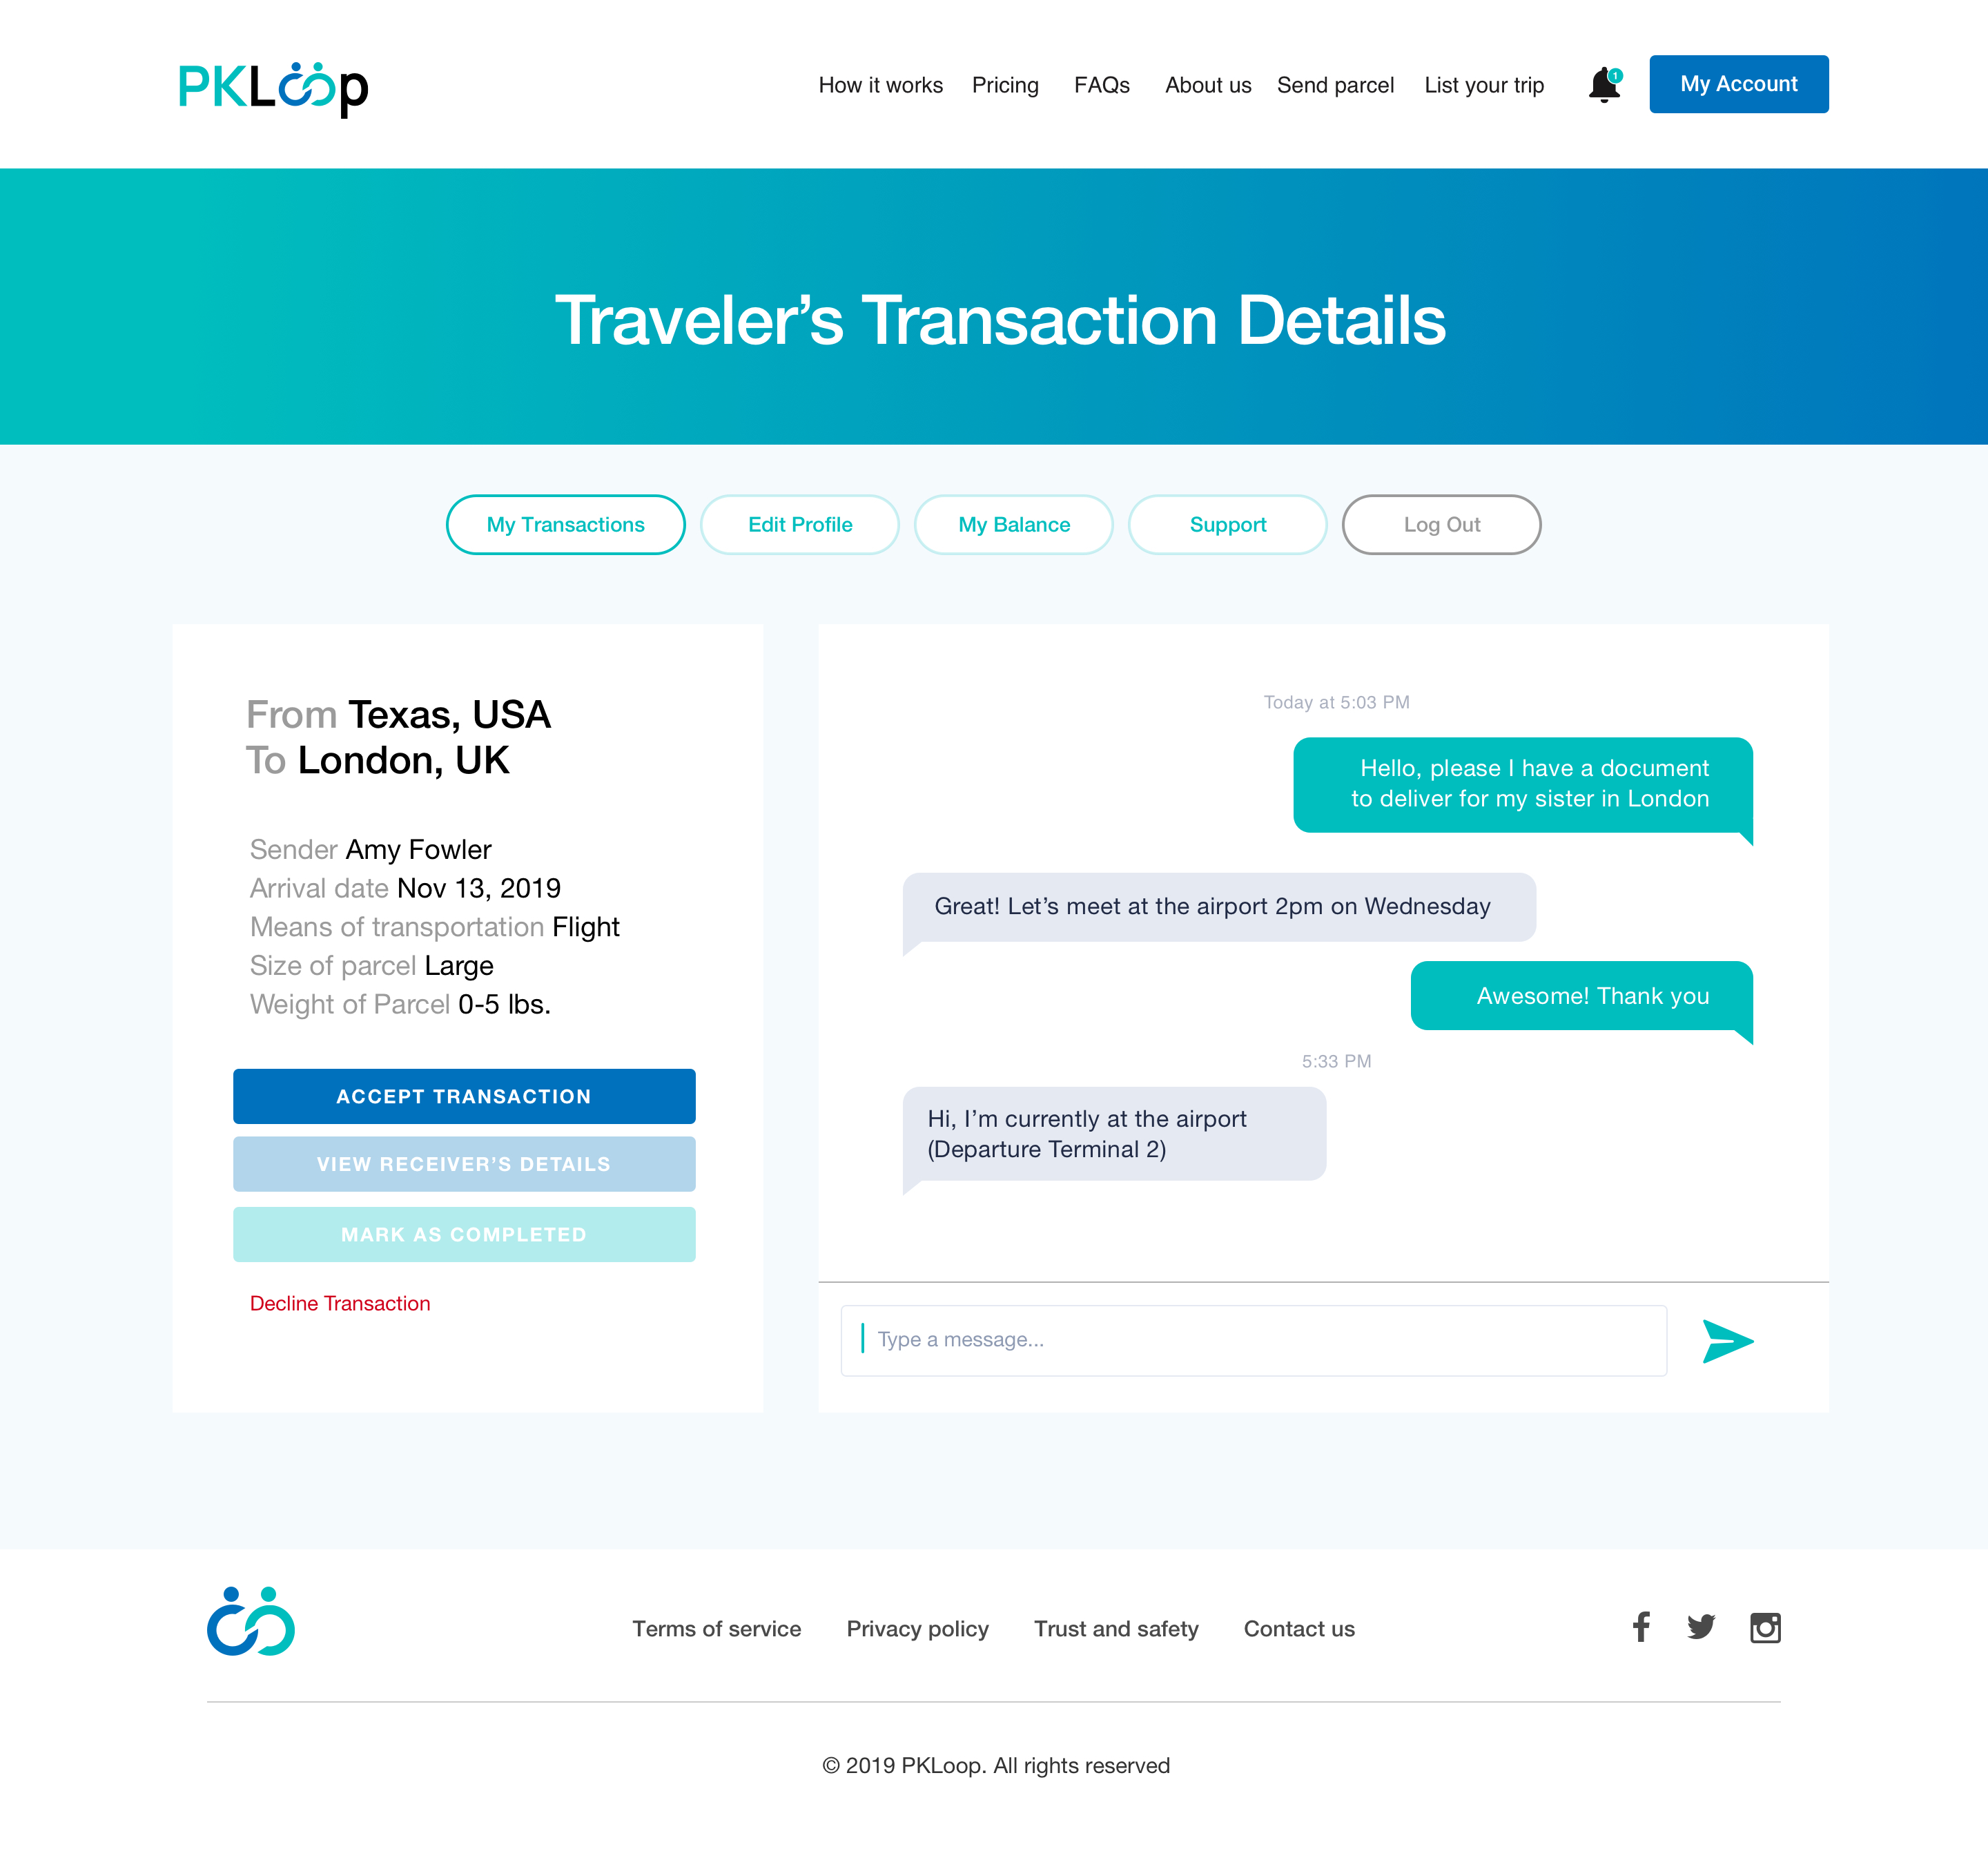 PKLoop
How it works Pricing FAQs About us Send parcel List your trip 1 My Account
Traveler’s Transaction Details
My Transactions Edit Profile My Balance Support Log Out
From Texas, USA
To London, UK
Sender Amy Fowler
Arrival date Nov 13, 2019
Means of transportation Flight
Size of parcel Large
Weight of Parcel 0-5 lbs.
ACCEPT TRANSACTION
VIEW RECEIVER’S DETAILS
MARK AS COMPLETED
Decline Transaction
Today at 5:03 PM
Hello, please I have a document
to deliver for my sister in London
Great! Let’s meet at the airport 2pm on Wednesday
Awesome! Thank you
5:33 PM
Hi, I’m currently at the airport
(Departure Terminal 2)
Type a message...
Terms of service Privacy policy Trust and safety Contact us
© 2019 PKLoop. All rights reserved